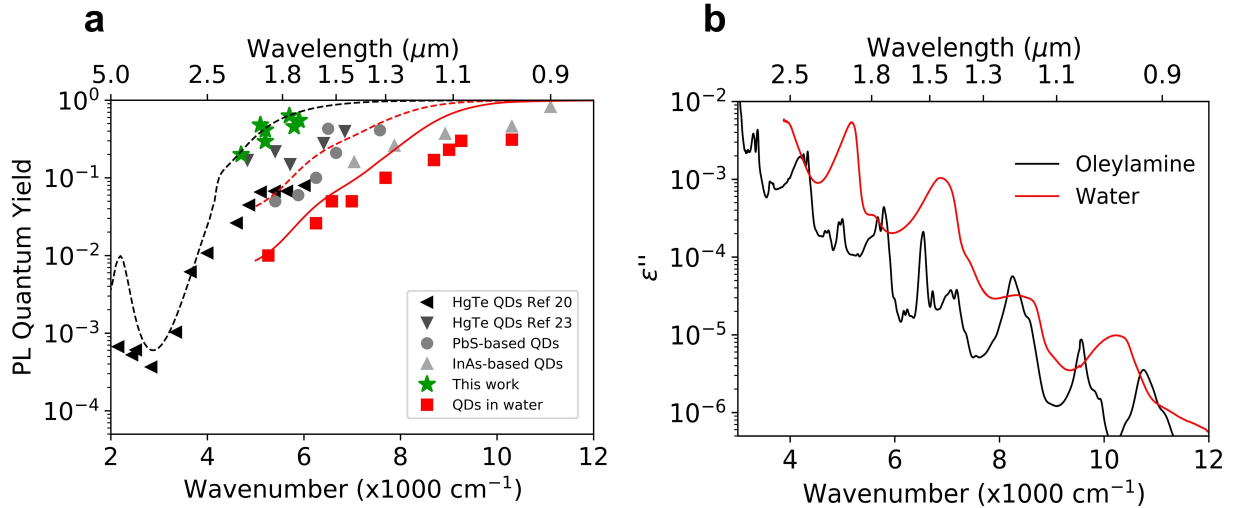 a
Wavelength (μm)
5.0 2.5 1.8 1.5 1.3 1.1 0.9
PL Quantum Yield
10⁰
10⁻¹
10⁻²
10⁻³
10⁻⁴
HgTe QDs Ref 20
HgTe QDs Ref 23
PbS-based QDs
InAs-based QDs
This work
QDs in water
2 4 6 8 10 12
Wavenumber (x1000 cm⁻¹)
b
Wavelength (μm)
2.5 1.8 1.5 1.3 1.1 0.9
ε''
10⁻²
10⁻³
10⁻⁴
10⁻⁵
10⁻⁶
Oleylamine
Water
4 6 8 10 12
Wavenumber (x1000 cm⁻¹)